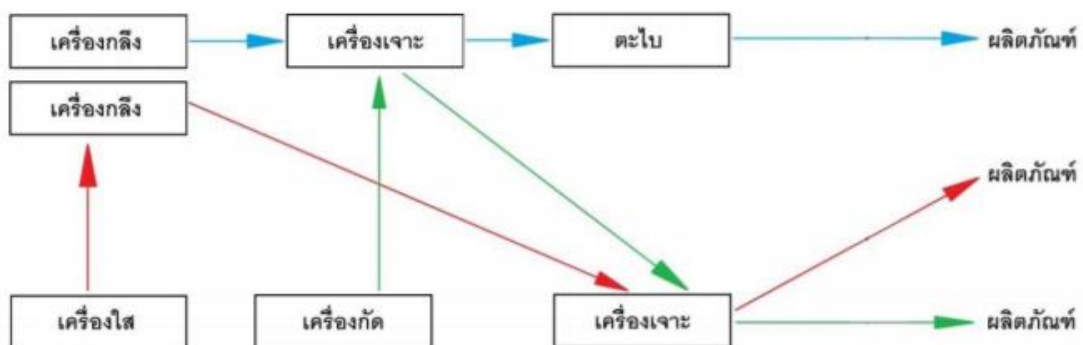 เครื่องกลึง
เครื่องเจาะ
ตะไบ
ผลิตภัณฑ์
เครื่องกลึง
ผลิตภัณฑ์
เครื่องใส
เครื่องกัด
เครื่องเจาะ
ผลิตภัณฑ์